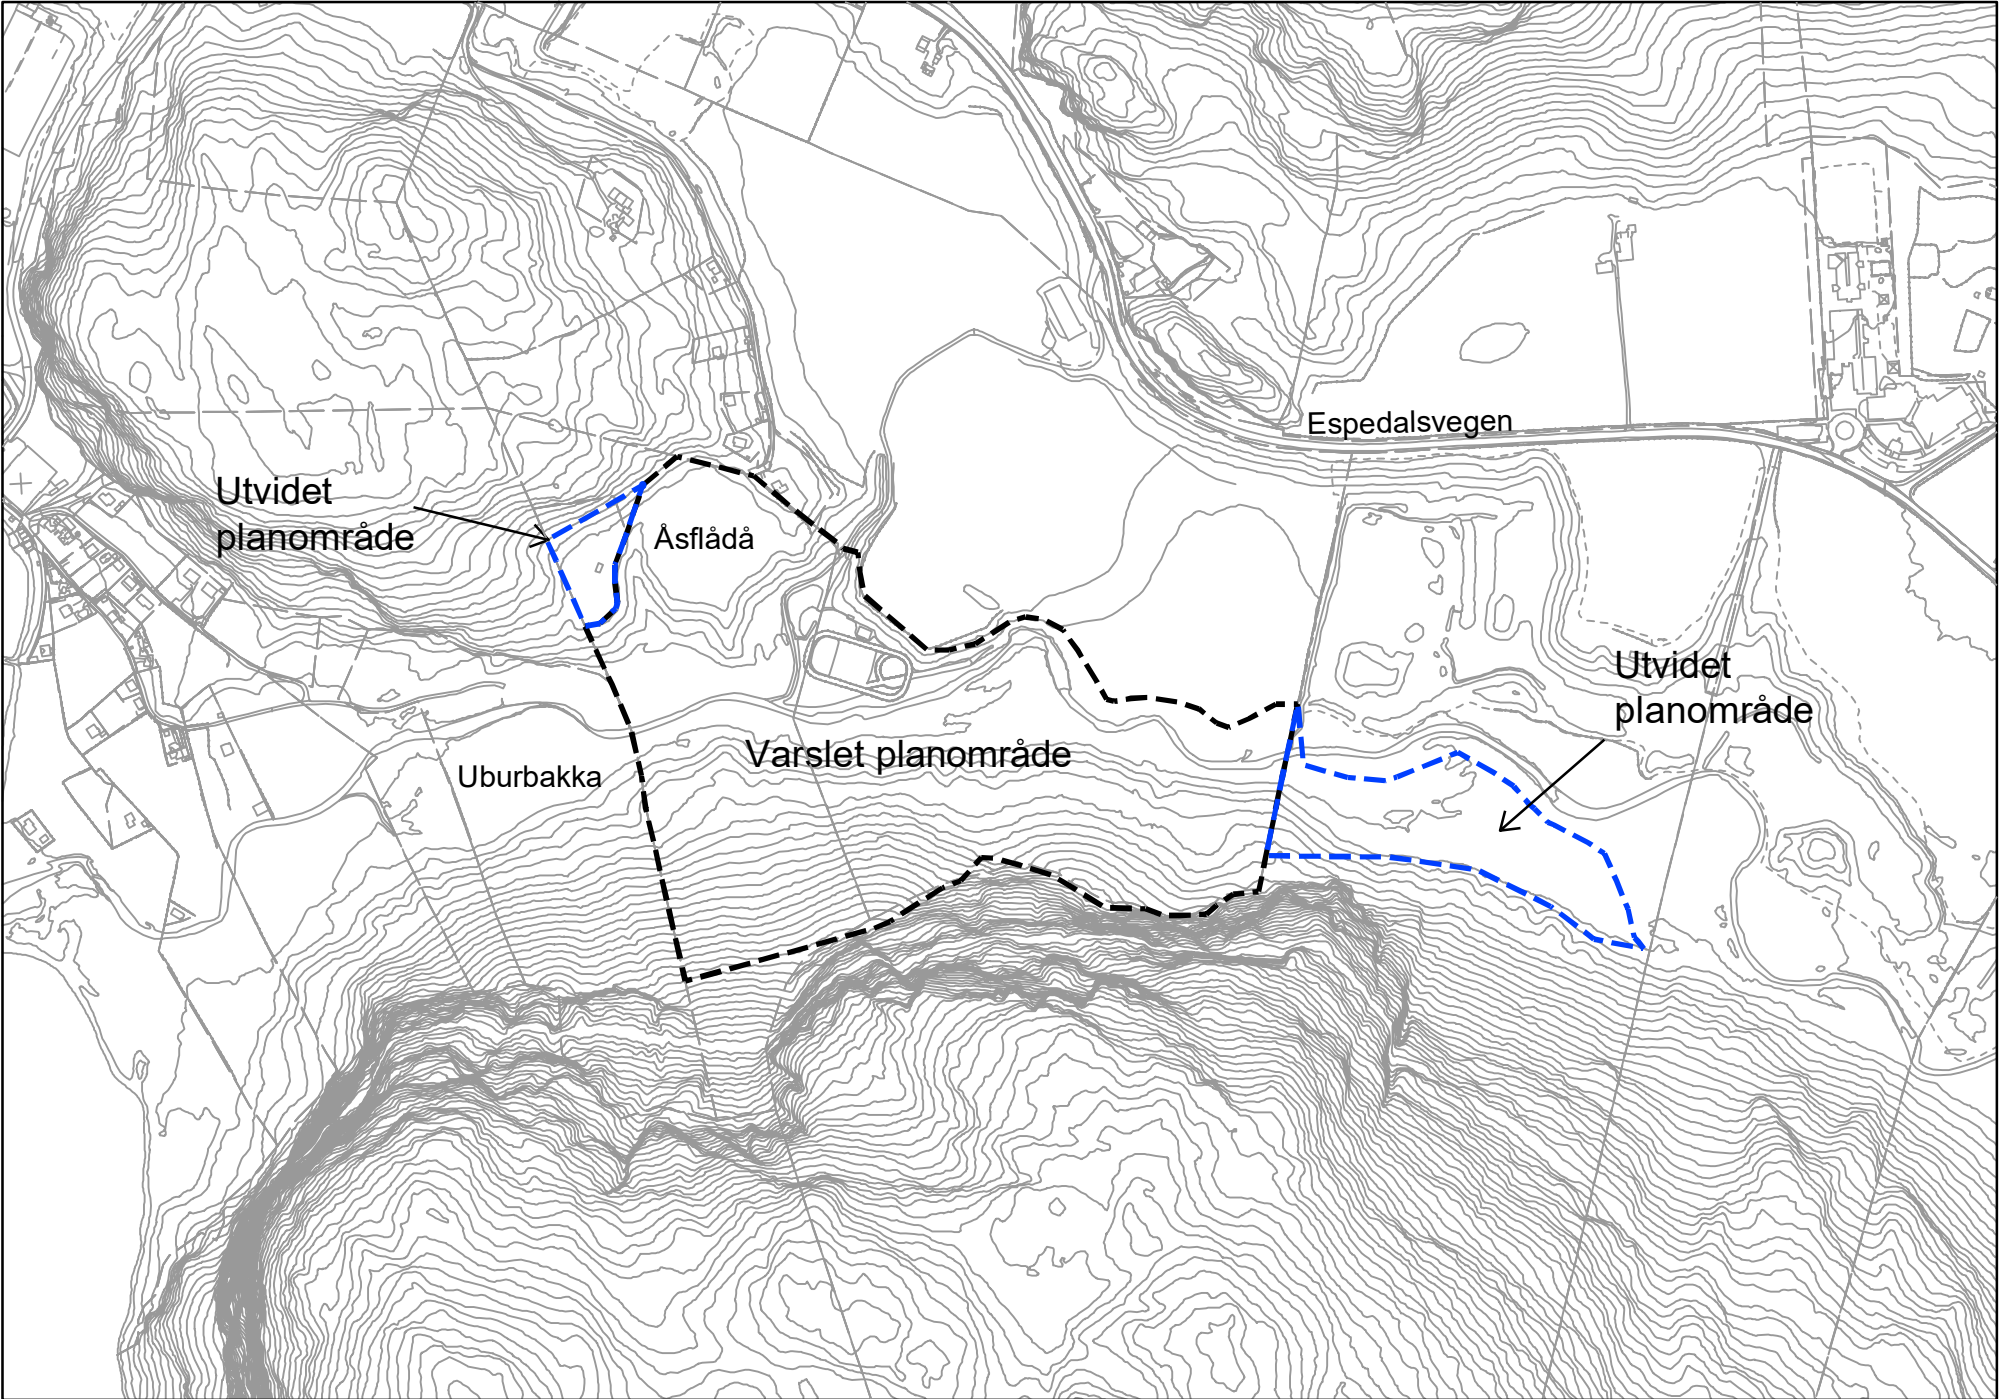 Espedalsvegen
Utvidet
planområde
Åsflådå
Utvidet
planområde
Varslet planområde
Uburbakka